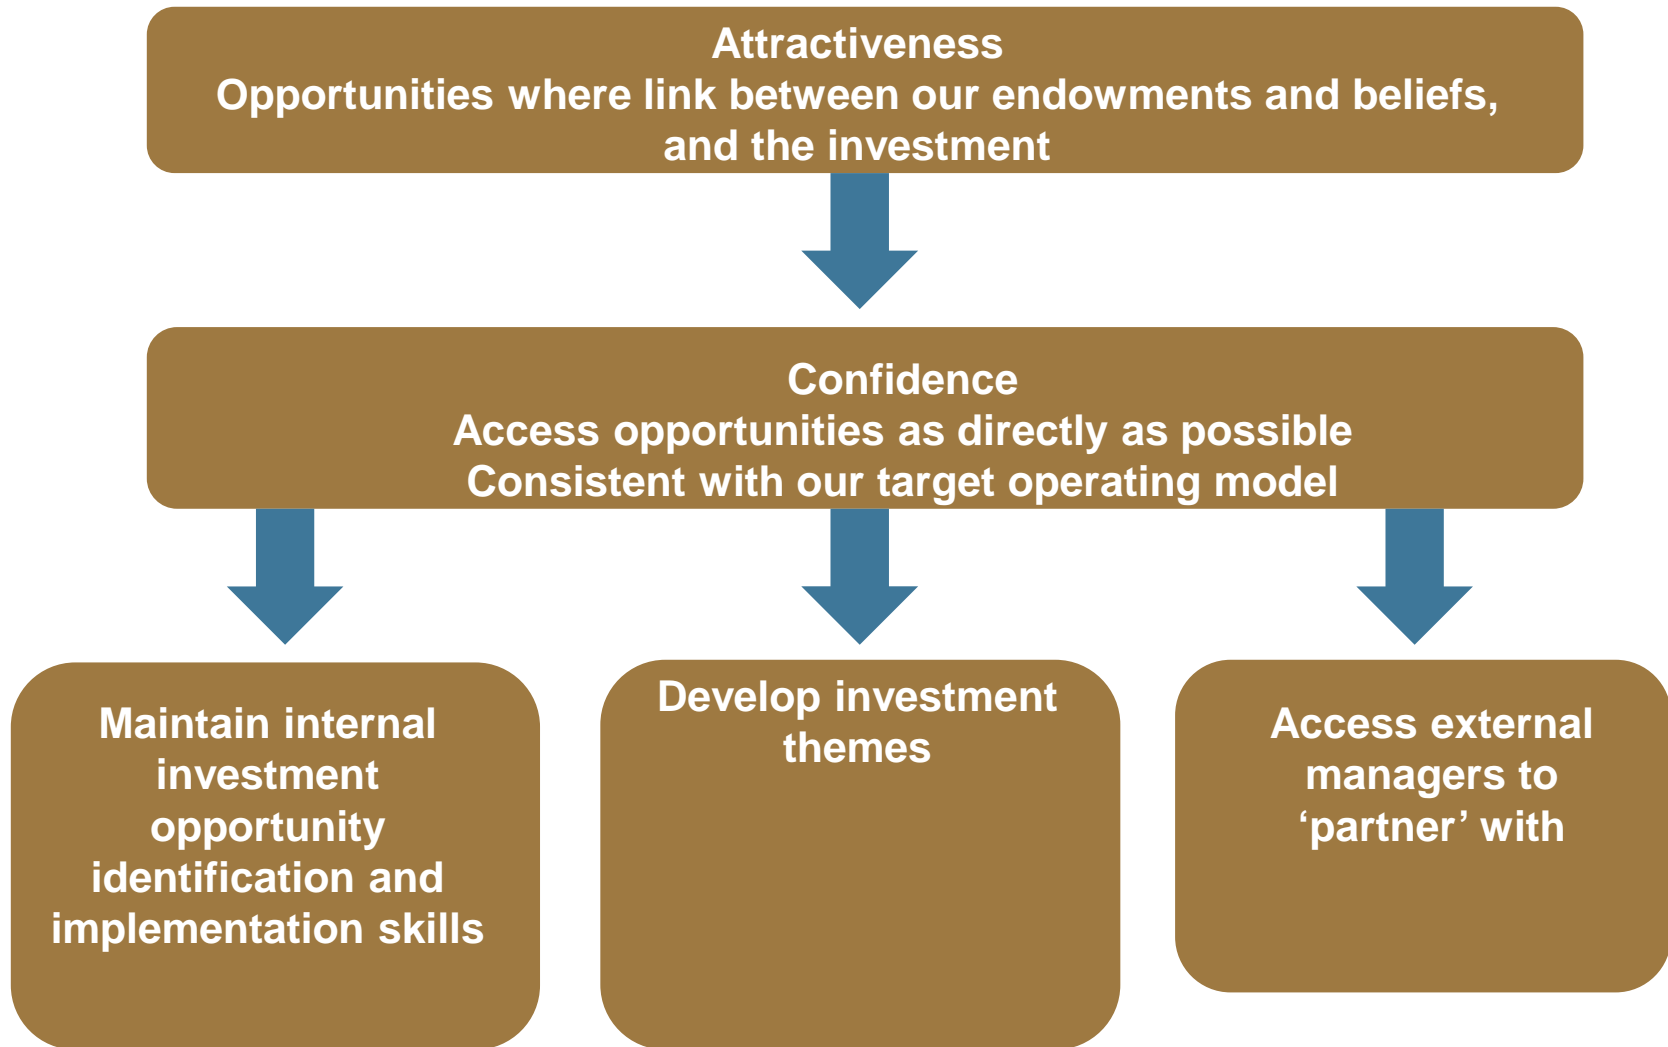 Attractiveness
Opportunities where link between our endowments and beliefs,
and the investment
Confidence
Access opportunities as directly as possible
Consistent with our target operating model
Maintain internal
investment
opportunity
identification and
implementation skills
Develop investment
themes
Access external
managers to
‘partner’ with